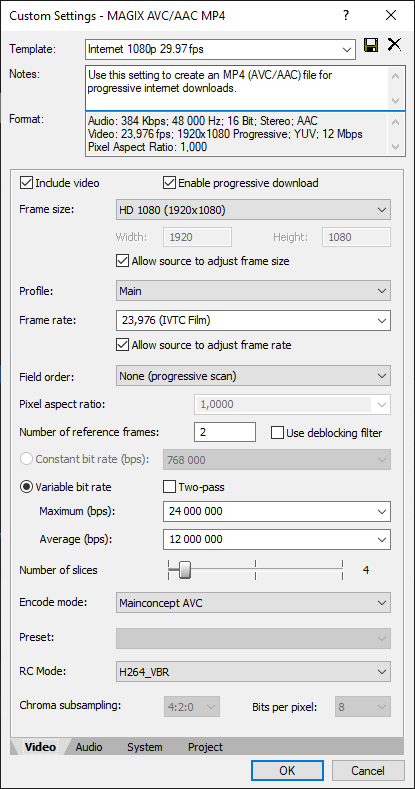 Custom Settings - MAGIX AVC/AAC MP4
Template: Internet 1080p 29.97 fps
Notes: Use this setting to create an MP4 (AVC/AAC) file for
progressive internet downloads.
Format: Audio: 384 Kbps; 48 000 Hz; 16 Bit; Stereo; AAC
Video: 23,976 fps; 1920x1080 Progressive; YUV; 12 Mbps
Pixel Aspect Ratio: 1,000
Include video Enable progressive download
Frame size: HD 1080 (1920x1080)
Width: 1920 Height: 1080
Allow source to adjust frame size
Profile: Main
Frame rate: 23,976 (IVTC Film)
Allow source to adjust frame rate
Field order: None (progressive scan)
Pixel aspect ratio: 1,0000
Number of reference frames: 2 Use deblocking filter
Constant bit rate (bps): 768 000
Variable bit rate Two-pass
Maximum (bps): 24 000 000
Average (bps): 12 000 000
Number of slices 4
Encode mode: Mainconcept AVC
Preset:
RC Mode: H264_VBR
Chroma subsampling: 4:2:0 Bits per pixel: 8
Video Audio System Project
OK Cancel